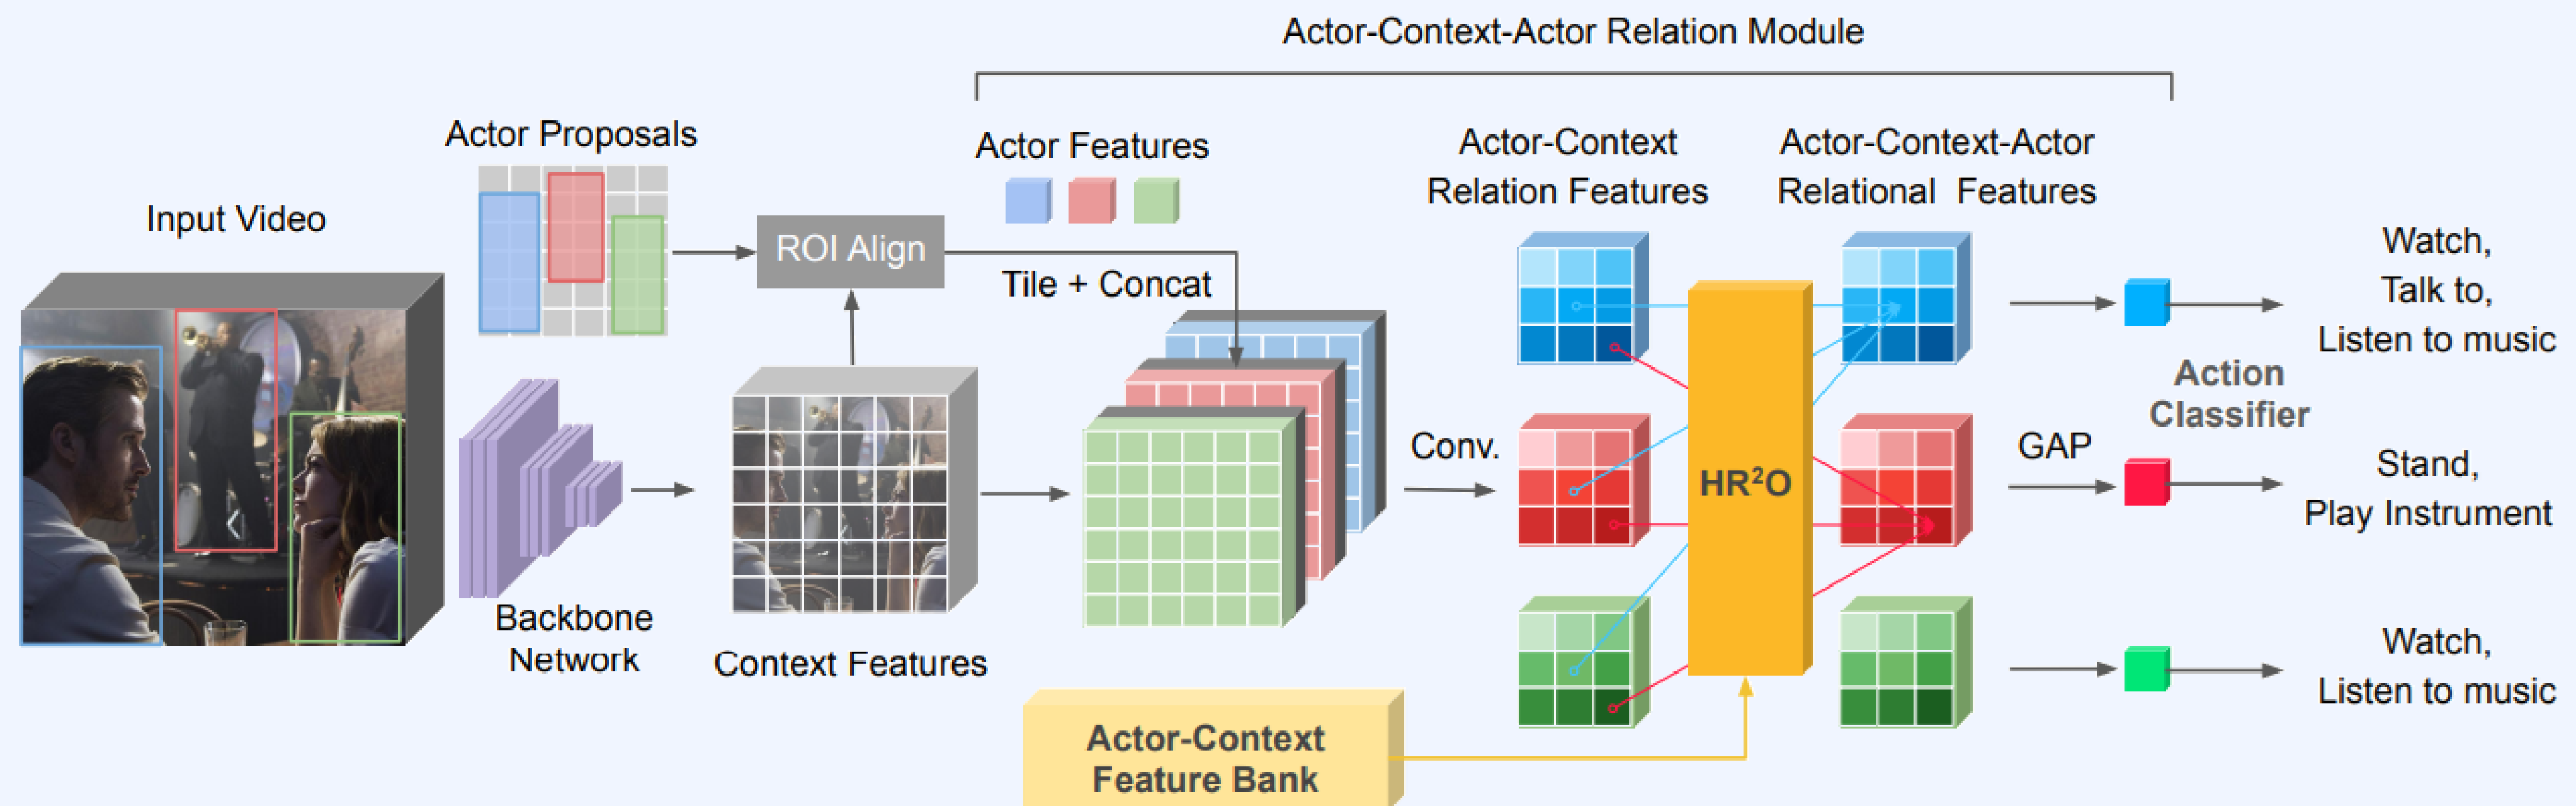 Actor-Context-Actor Relation Module
Input Video
Actor Proposals
Backbone
Network
ROI Align
Context Features
Actor Features
Tile + Concat
Actor-Context
Feature Bank
Conv.
Actor-Context
Relation Features
HR²O
Actor-Context-Actor
Relational Features
GAP
Action
Classifier
Watch,
Talk to,
Listen to music
Stand,
Play Instrument
Watch,
Listen to music